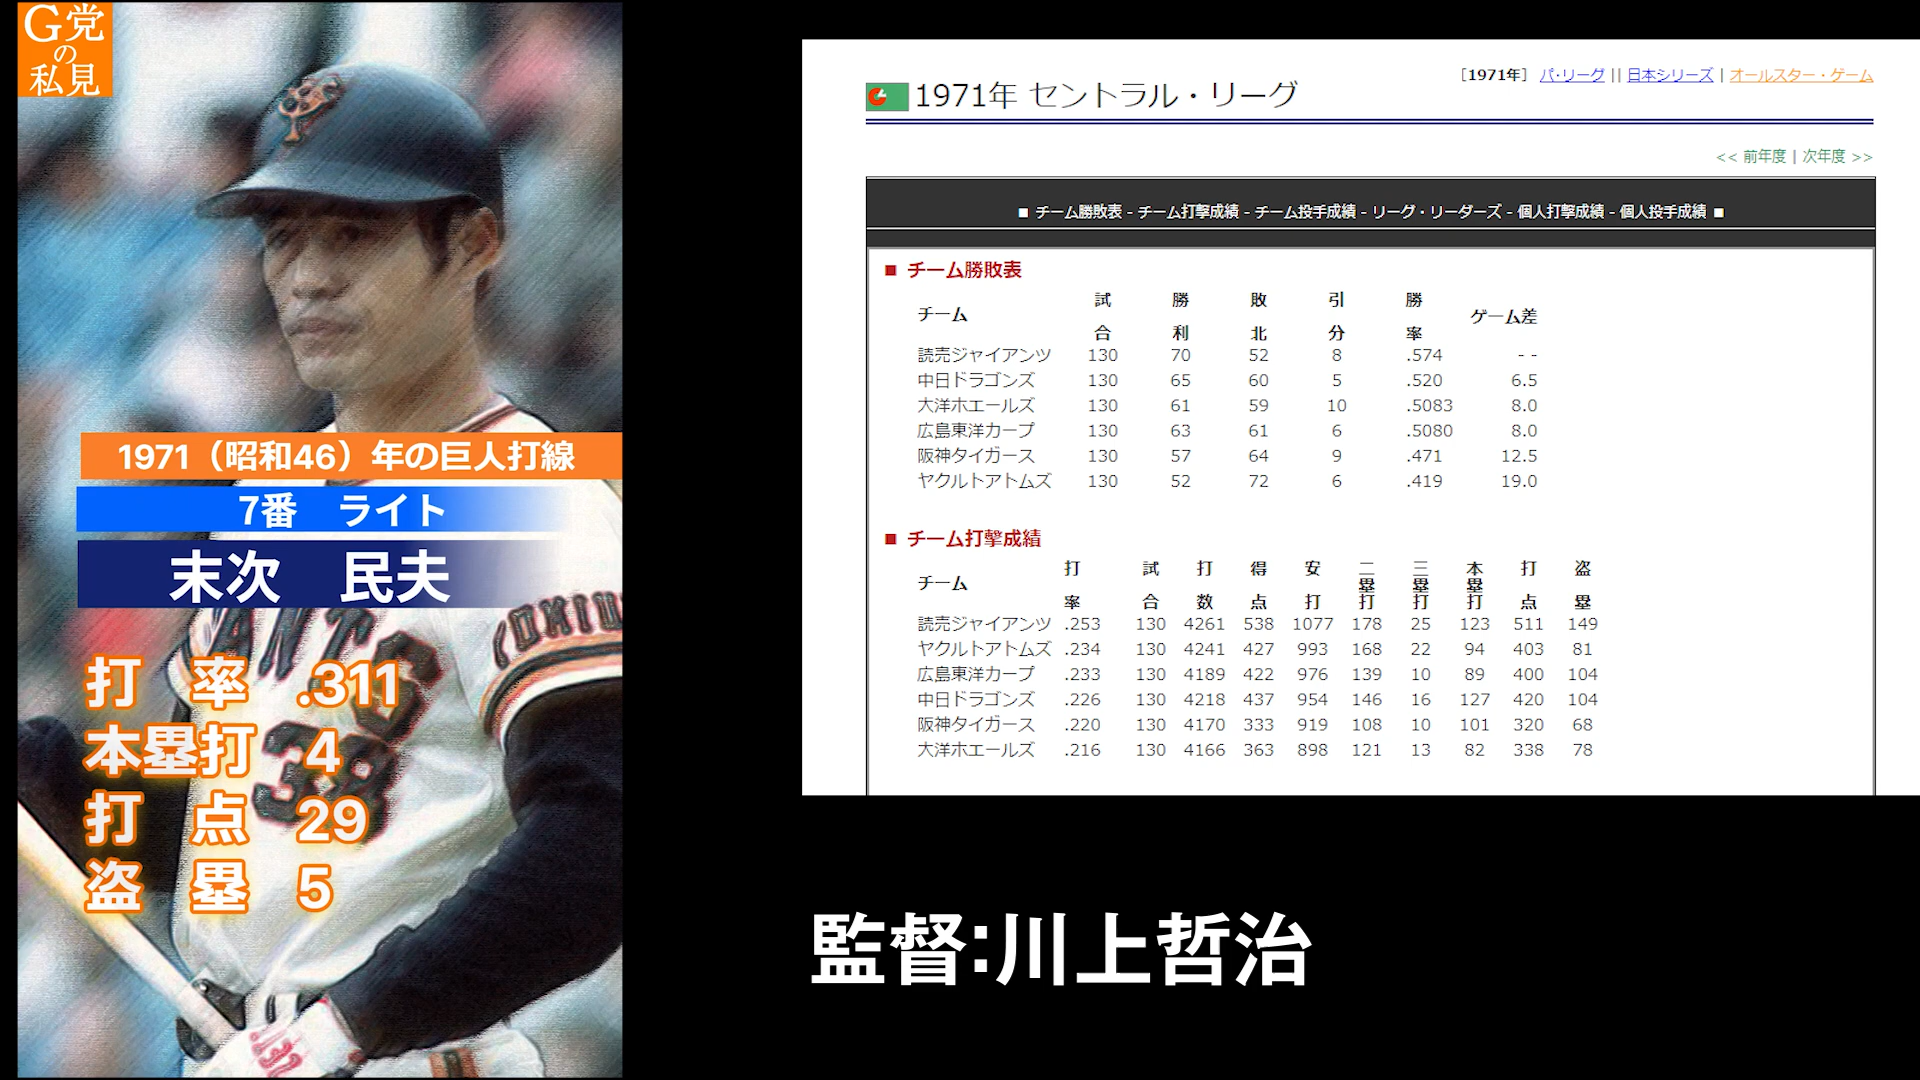 G党
の
私見
1971（昭和46）年の巨人打線
7番　ライト
末次　民夫
打　率　.311
本塁打　4
打　点　29
盗　塁　5
38
［1971年］ パ・リーグ || 日本シリーズ | オールスター・ゲーム
1971年 セントラル・リーグ
<< 前年度 | 次年度 >>
■ チーム勝敗表 - チーム打撃成績 - チーム投手成績 - リーグ・リーダーズ - 個人打撃成績 - 個人投手成績 ■
■ チーム勝敗表
チーム 試合 勝利 敗北 引分 勝率 ゲーム差
読売ジャイアンツ 130 70 52 8 .574 - -
中日ドラゴンズ 130 65 60 5 .520 6.5
大洋ホエールズ 130 61 59 10 .5083 8.0
広島東洋カープ 130 63 61 6 .5080 8.0
阪神タイガース 130 57 64 9 .471 12.5
ヤクルトアトムズ 130 52 72 6 .419 19.0
■ チーム打撃成績
チーム 打率 試合 打数 得点 安打 二塁打 三塁打 本塁打 打点 盗塁
読売ジャイアンツ .253 130 4261 538 1077 178 25 123 511 149
ヤクルトアトムズ .234 130 4241 427 993 168 22 94 403 81
広島東洋カープ .233 130 4189 422 976 139 10 89 400 104
中日ドラゴンズ .226 130 4218 437 954 146 16 127 420 104
阪神タイガース .220 130 4170 333 919 108 10 101 320 68
大洋ホエールズ .216 130 4166 363 898 121 13 82 338 78
監督:川上哲治